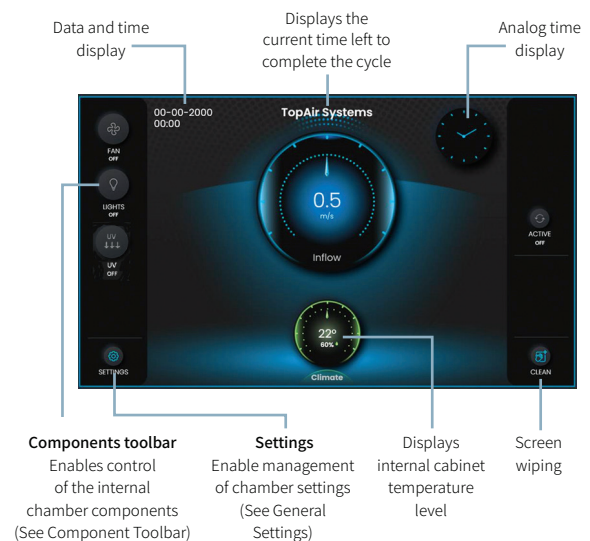 Data and time
display
Displays the
current time left to
complete the cycle
Analog time
display
00-00-2000
00:00
TopAir Systems
FAN
OFF
LIGHTS
OFF
UV
UV
OFF
SETTINGS
0.5
m/s
Inflow
22°
60%
Climate
ACTIVE
OFF
CLEAN
Components toolbar
Enables control
of the internal
chamber components
(See Component Toolbar)
Settings
Enable management
of chamber settings
(See General
Settings)
Displays
internal cabinet
temperature
level
Screen
wiping